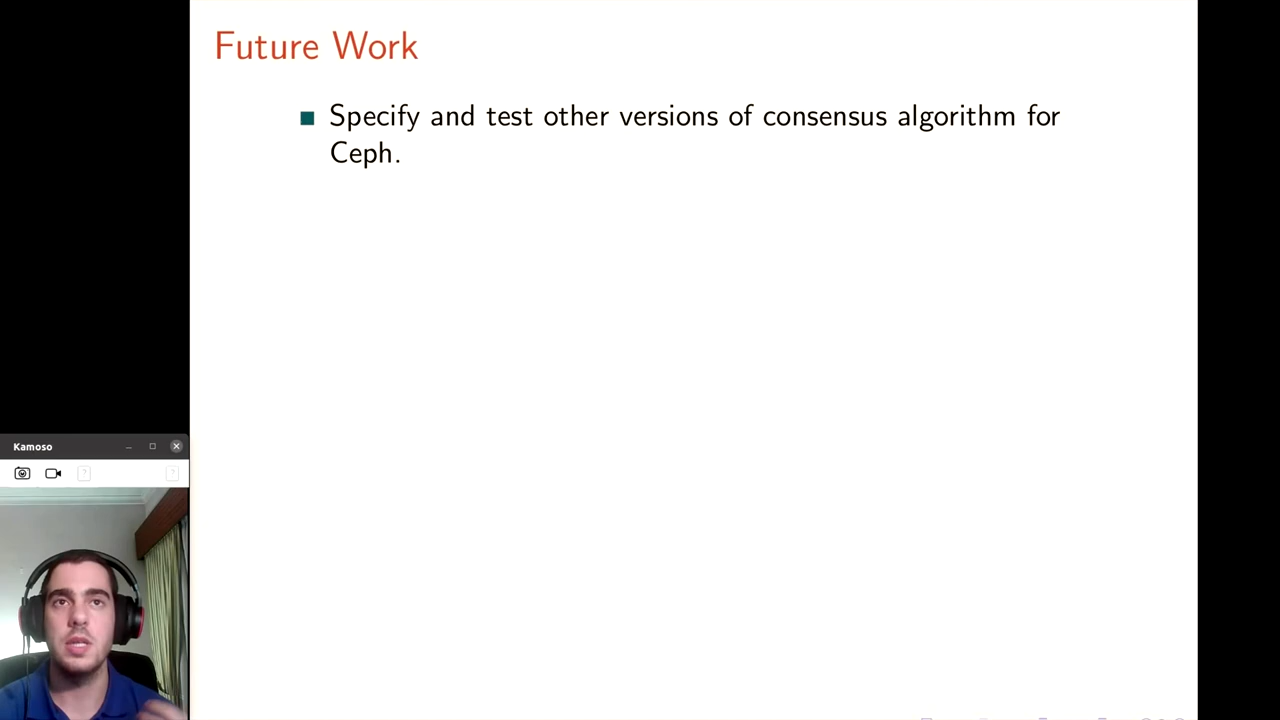 Future Work
Specify and test other versions of consensus algorithm for
Ceph.
Kamoso